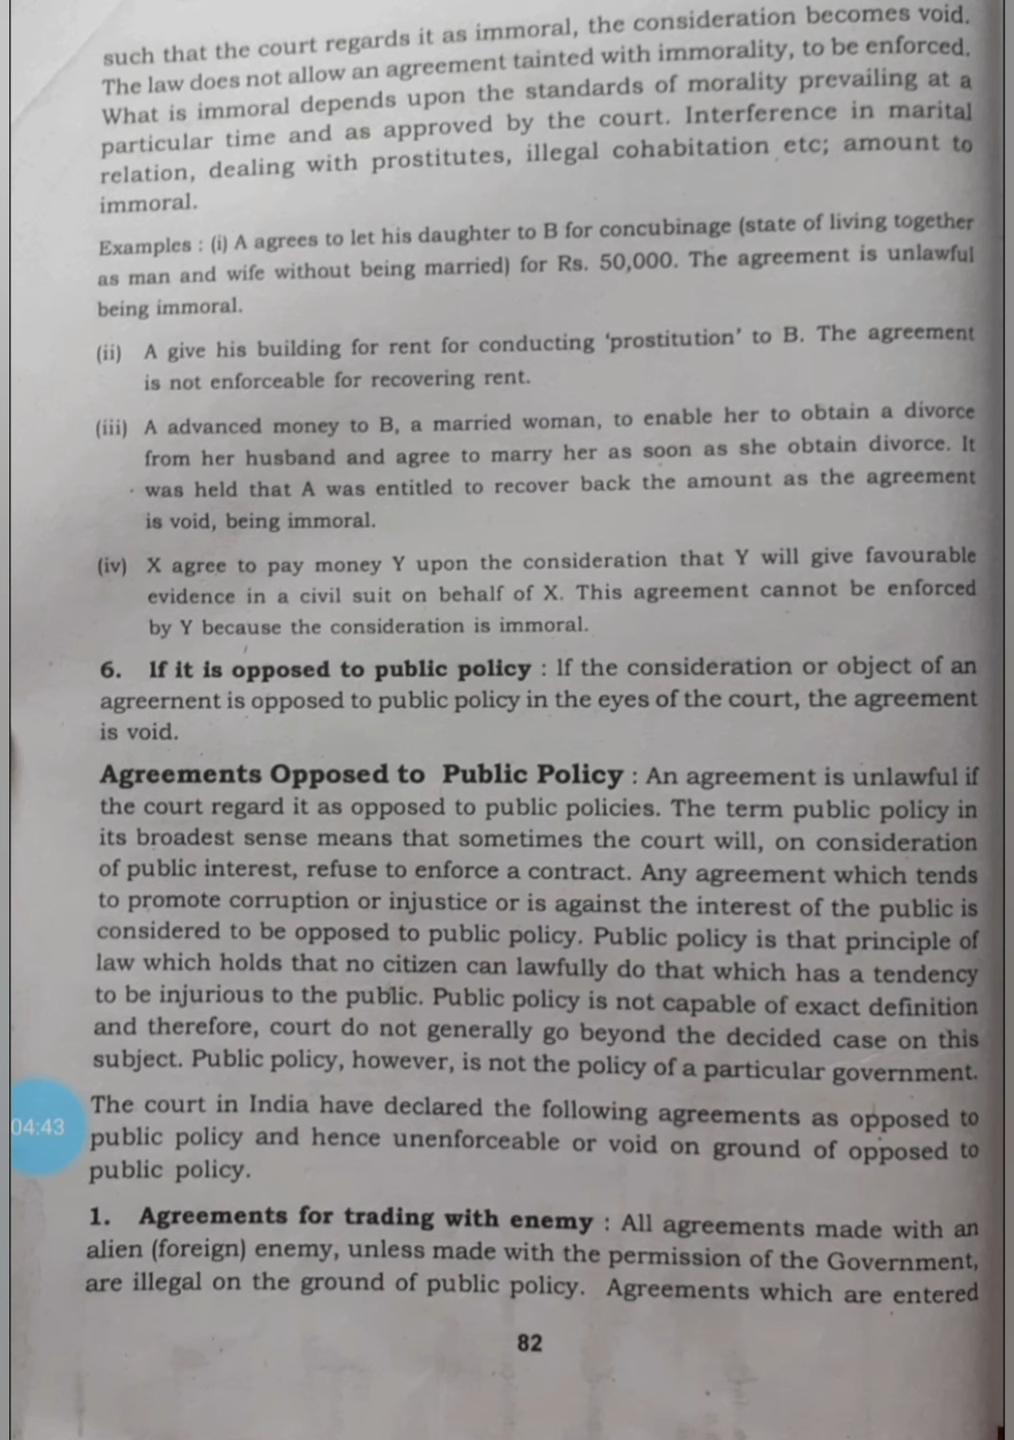 such that the court regards it as immoral, the consideration becomes void.
The law does not allow an agreement tainted with immorality, to be enforced.
What is immoral depends upon the standards of morality prevailing at a
particular time and as approved by the court. Interference in marital
relation, dealing with prostitutes, illegal cohabitation etc; amount to
immoral.
Examples : (i) A agrees to let his daughter to B for concubinage (state of living together
as man and wife without being married) for Rs. 50,000. The agreement is unlawful
being immoral.
(ii) A give his building for rent for conducting ‘prostitution’ to B. The agreement
is not enforceable for recovering rent.
(iii) A advanced money to B, a married woman, to enable her to obtain a divorce
from her husband and agree to marry her as soon as she obtain divorce. It
was held that A was entitled to recover back the amount as the agreement
is void, being immoral.
(iv) X agree to pay money Y upon the consideration that Y will give favourable
evidence in a civil suit on behalf of X. This agreement cannot be enforced
by Y because the consideration is immoral.
6. If it is opposed to public policy : If the consideration or object of an
agreernent is opposed to public policy in the eyes of the court, the agreement
is void.
Agreements Opposed to Public Policy : An agreement is unlawful if
the court regard it as opposed to public policies. The term public policy in
its broadest sense means that sometimes the court will, on consideration
of public interest, refuse to enforce a contract. Any agreement which tends
to promote corruption or injustice or is against the interest of the public is
considered to be opposed to public policy. Public policy is that principle of
law which holds that no citizen can lawfully do that which has a tendency
to be injurious to the public. Public policy is not capable of exact definition
and therefore, court do not generally go beyond the decided case on this
subject. Public policy, however, is not the policy of a particular government.
The court in India have declared the following agreements as opposed to
04:43
public policy and hence unenforceable or void on ground of opposed to
public policy.
1. Agreements for trading with enemy : All agreements made with an
alien (foreign) enemy, unless made with the permission of the Government,
are illegal on the ground of public policy. Agreements which are entered
82